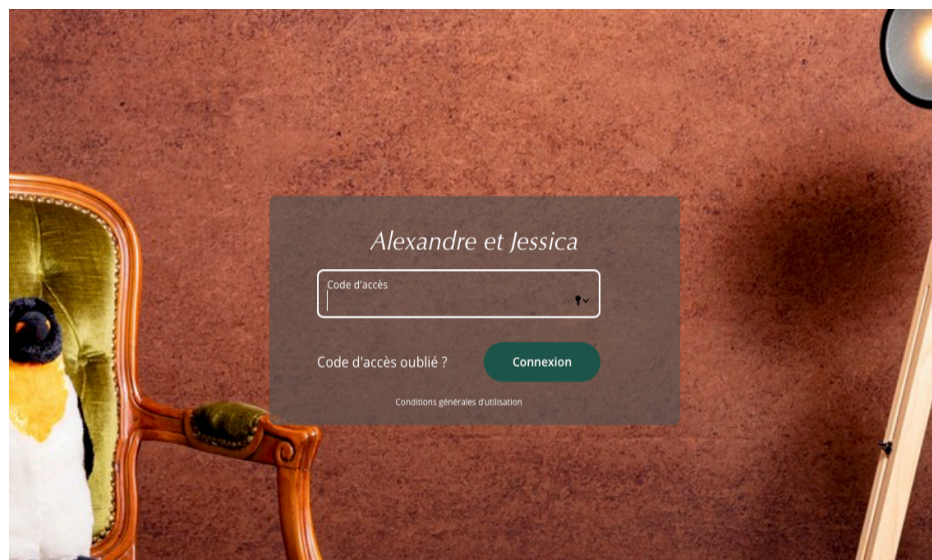 Alexandre et Jessica
Code d'accès
Code d'accès oublié ?
Connexion
Conditions générales d'utilisation